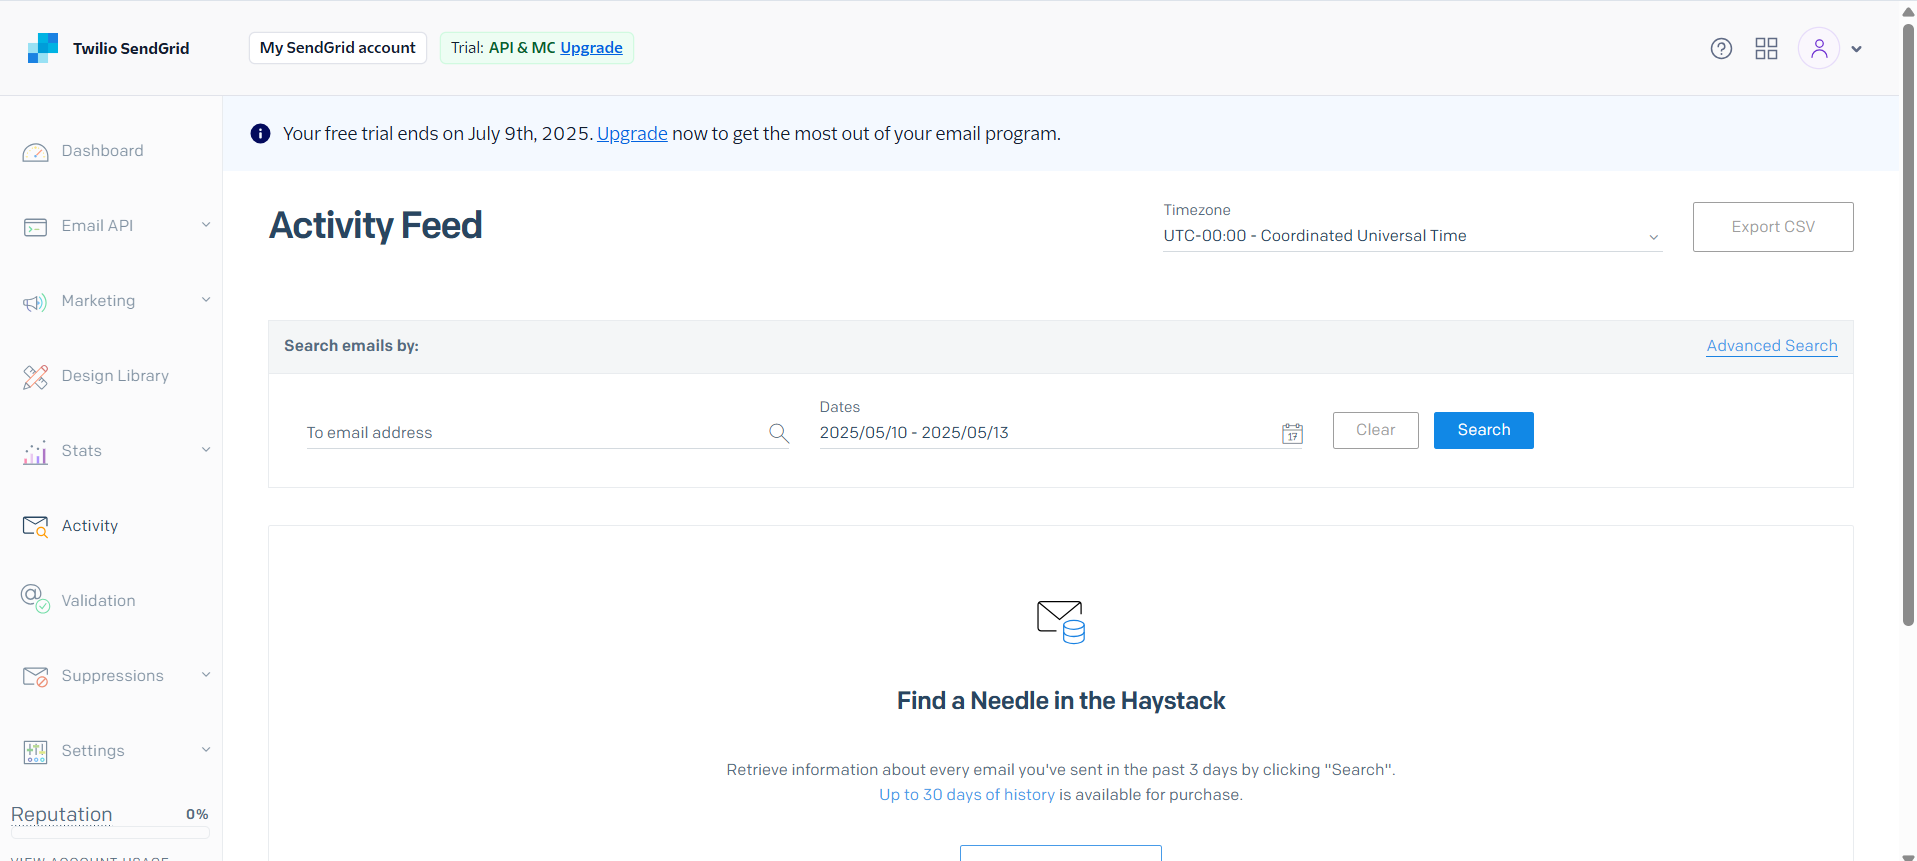 Twilio SendGrid
My SendGrid account
Trial: API & MC Upgrade
Your free trial ends on July 9th, 2025. Upgrade now to get the most out of your email program.
Dashboard
Email API
Marketing
Design Library
Stats
Activity
Validation
Suppressions
Settings
Reputation 0%
VIEW ACCOUNT USAGE
Activity Feed
Timezone
UTC-00:00 - Coordinated Universal Time
Export CSV
Search emails by:
Advanced Search
To email address
Dates
2025/05/10 - 2025/05/13
17
Clear
Search
Find a Needle in the Haystack
Retrieve information about every email you've sent in the past 3 days by clicking "Search".
Up to 30 days of history is available for purchase.